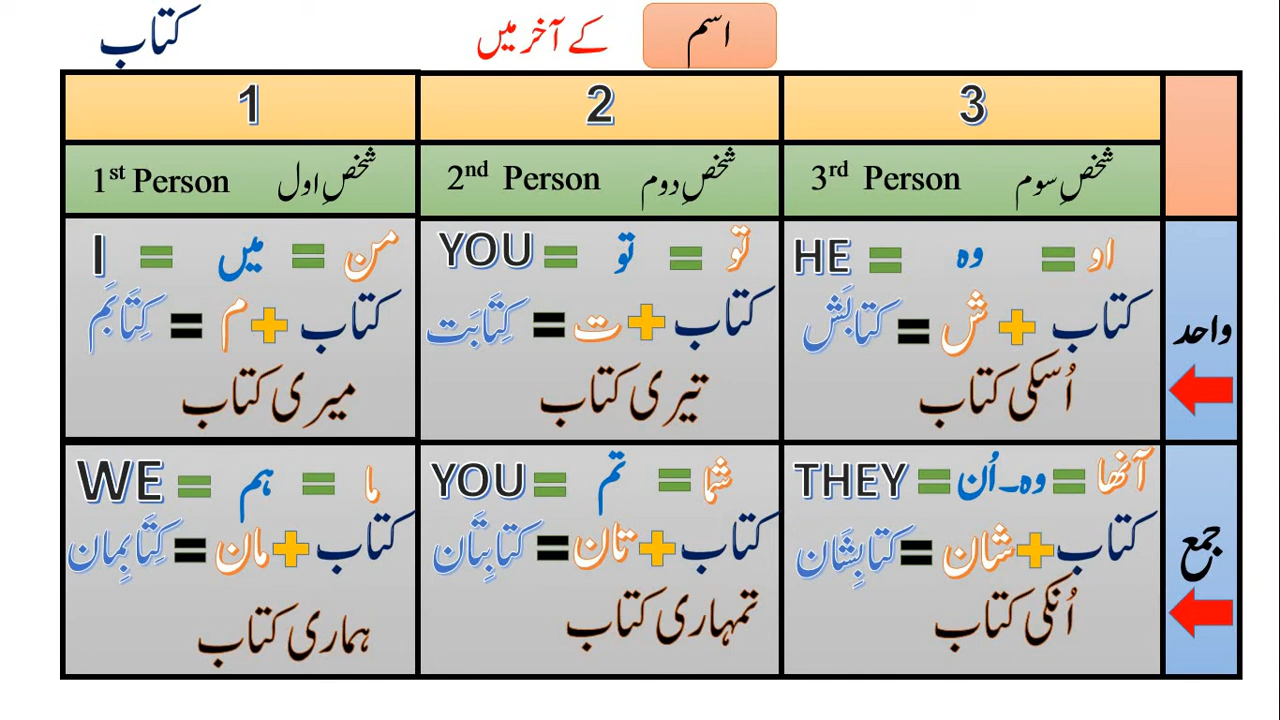 اسم کے آخر میں کتاب
3 2 1
3rd Person شخصِ سوم
2nd Person شخصِ دوم
1st Person شخصِ اول
واحد
او = وہ = HE
کتاب + ش = کتابَش
اُسکی کتاب
تو = تو = YOU
کتاب + ت = کِتَابَت
تیری کتاب
من = میں = I
کتاب + م = کِتَابَم
میری کتاب
جمع
آنھا = وہ۔اُن = THEY
کتاب + شان = کتابِشَان
اُنکی کتاب
شما = تم = YOU
کتاب + تان = کتابِتَان
تمہاری کتاب
ما = ہم = WE
کتاب + مان = کِتَابِمان
ہماری کتاب